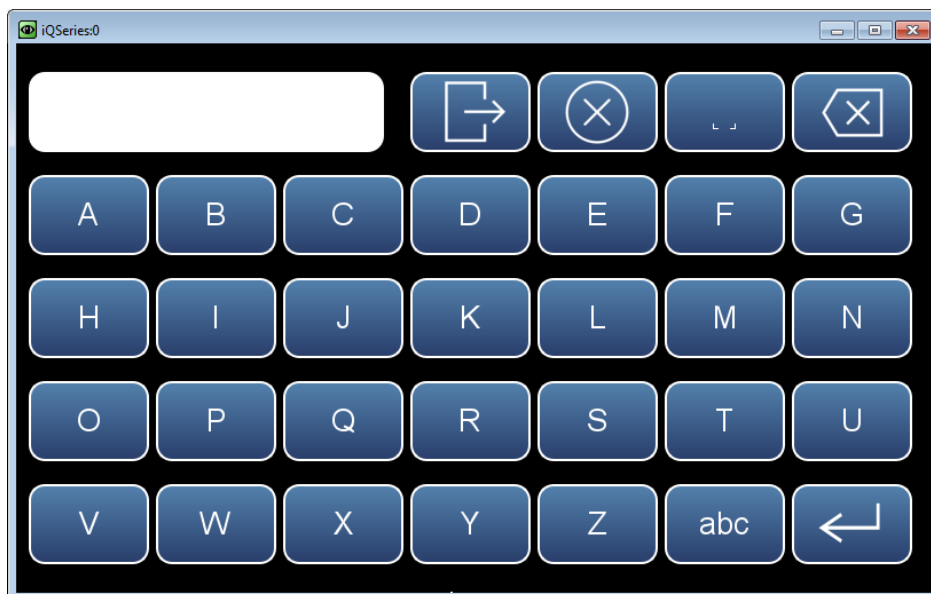 iQSeries:0
A B C D E F G
H I J K L M N
O P Q R S T U
V W X Y Z abc